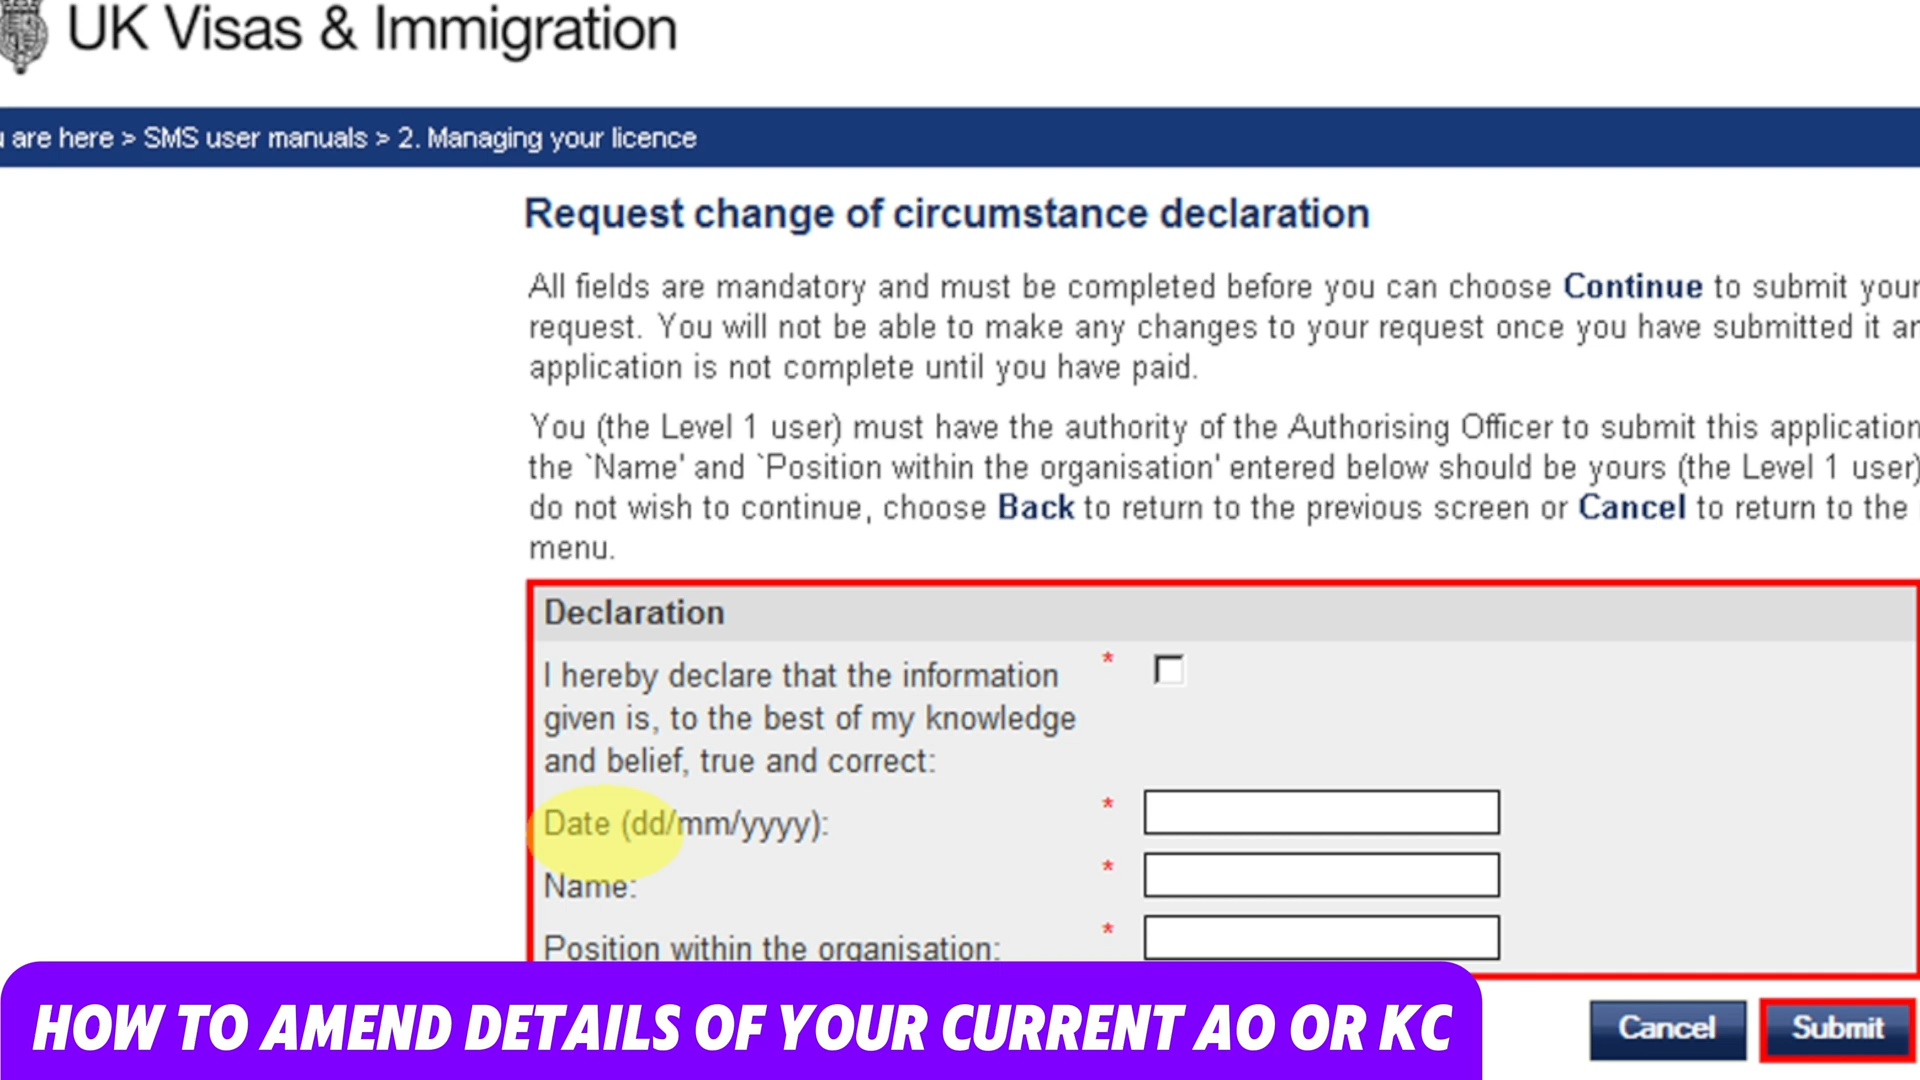 UK Visas & Immigration
are here > SMS user manuals > 2. Managing your licence
Request change of circumstance declaration
All fields are mandatory and must be completed before you can choose Continue to submit your
request. You will not be able to make any changes to your request once you have submitted it
application is not complete until you have paid.
You (the Level 1 user) must have the authority of the Authorising Officer to submit this application
the `Name' and `Position within the organisation' entered below should be yours (the Level 1 user)
do not wish to continue, choose Back to return to the previous screen or Cancel to return to the
menu.
Declaration
I hereby declare that the information *
given is, to the best of my knowledge
and belief, true and correct:
Date (dd/mm/yyyy): *
Name: *
Position within the organisation: *
HOW TO AMEND DETAILS OF YOUR CURRENT AO OR KC
Cancel Submit